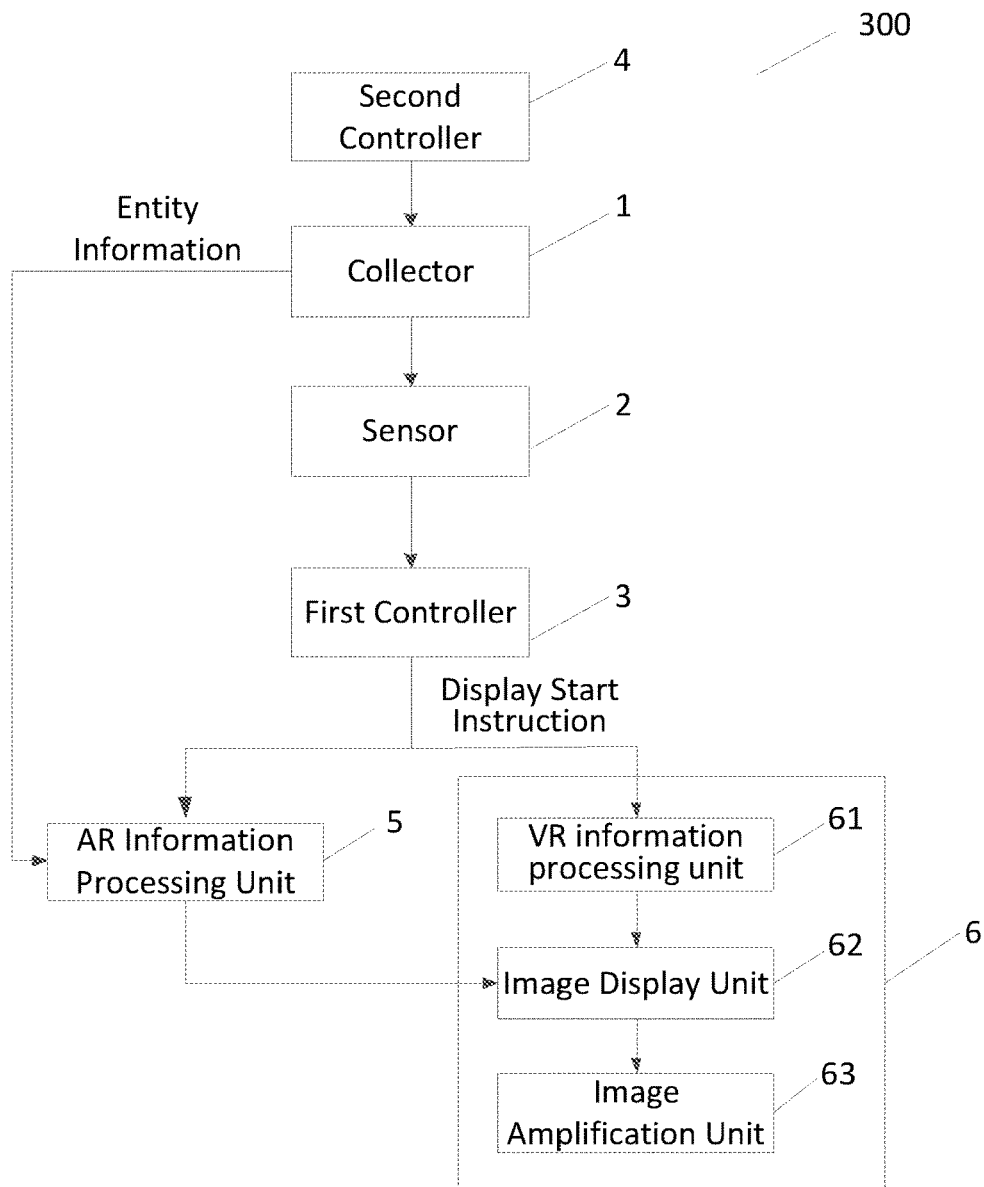 300
4
Second
Controller
Entity
Information
1
Collector
2
Sensor
3
First Controller
Display Start
Instruction
5
AR Information
Processing Unit
61
VR information
processing unit
6
62
Image Display Unit
63
Image
Amplification Unit